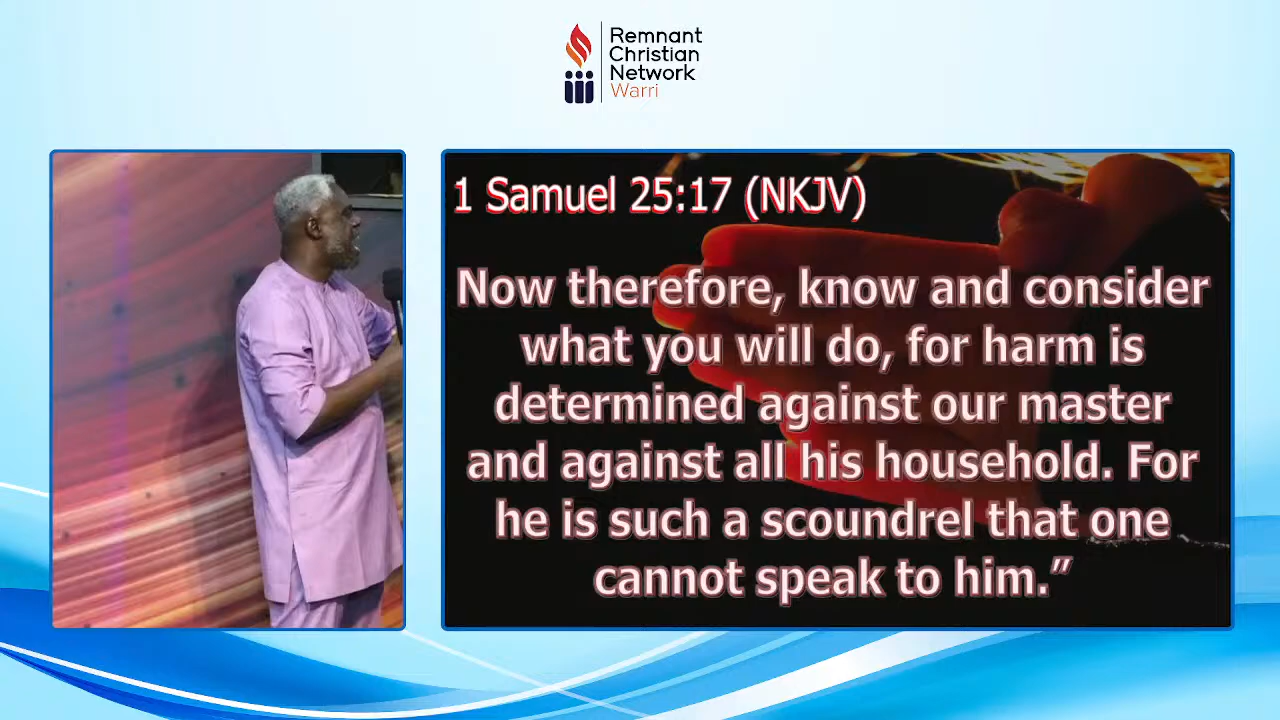 Remnant
Christian
Network
Warri
1 Samuel 25:17 (NKJV)
Now therefore, know and consider
what you will do, for harm is
determined against our master
and against all his household. For
he is such a scoundrel that one
cannot speak to him.”